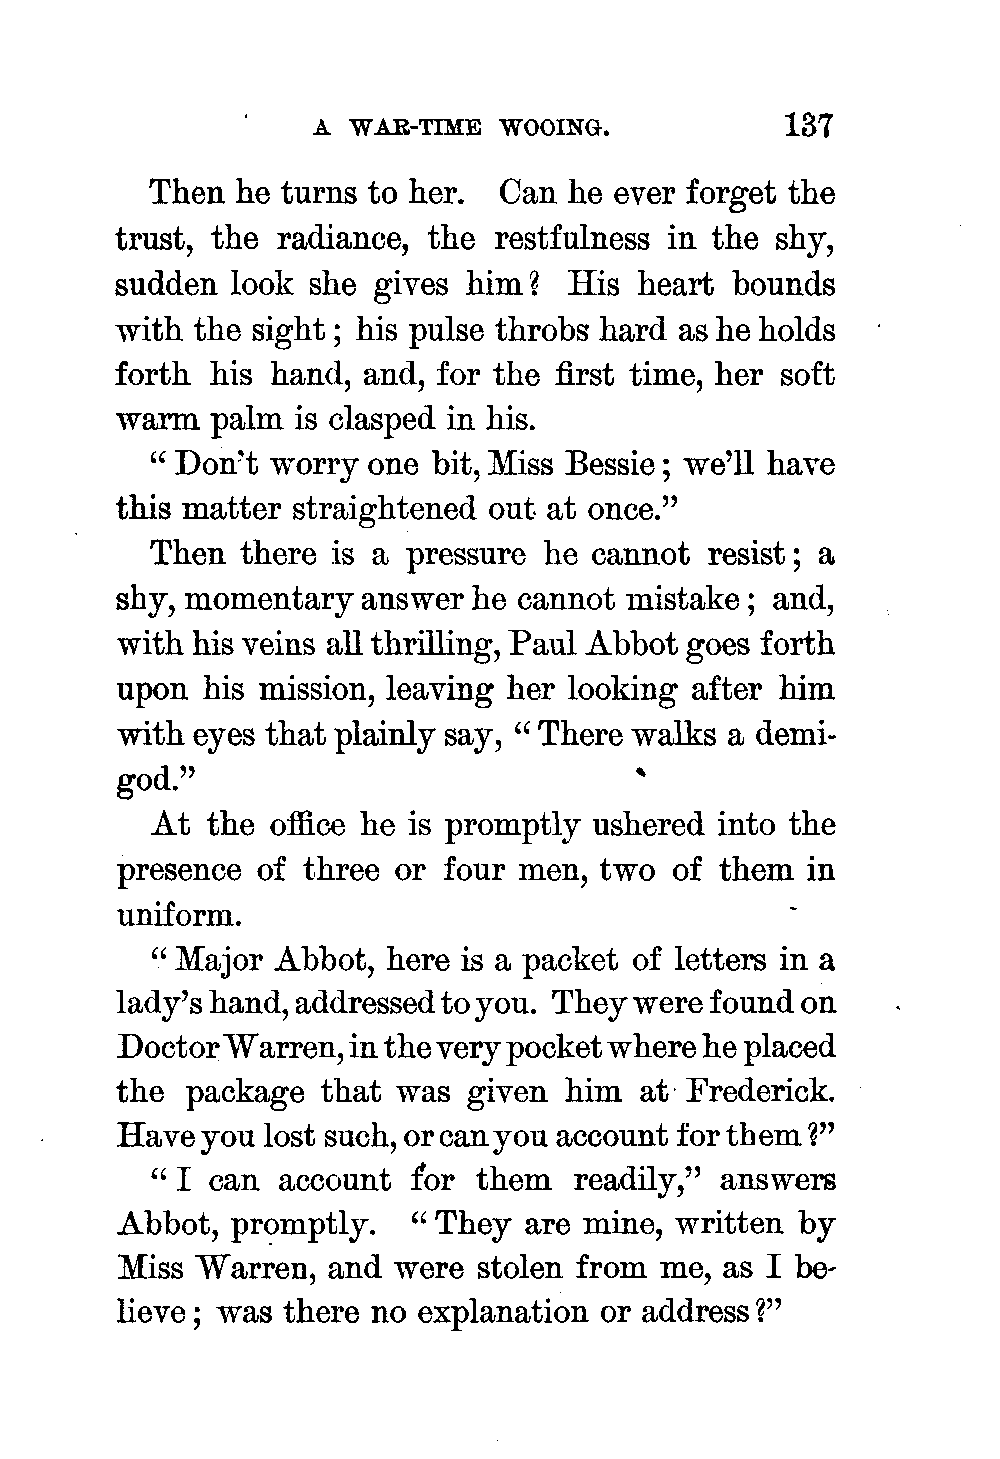 A WAR-TIME WOOING. 137
Then he turns to her. Can he ever forget the
trust, the radiance, the restfulness in the shy,
sudden look she gives him? His heart bounds
with the sight; his pulse throbs hard as he holds
forth his hand, and, for the first time, her soft
warm palm is clasped in his.
"Don't worry one bit, Miss Bessie; we'll have
this matter straightened out at once."
Then there is a pressure he cannot resist; a
shy, momentary answer he cannot mistake; and,
with his veins all thrilling, Paul Abbot goes forth
upon his mission, leaving her looking after him
with eyes that plainly say, "There walks a demi-
god."
At the office he is promptly ushered into the
presence of three or four men, two of them in
uniform.
"Major Abbot, here is a packet of letters in a
lady's hand, addressed to you. They were found on
Doctor Warren, in the very pocket where he placed
the package that was given him at Frederick.
Have you lost such, or can you account for them?"
"I can account for them readily," answers
Abbot, promptly. "They are mine, written by
Miss Warren, and were stolen from me, as I be-
lieve; was there no explanation or address?"